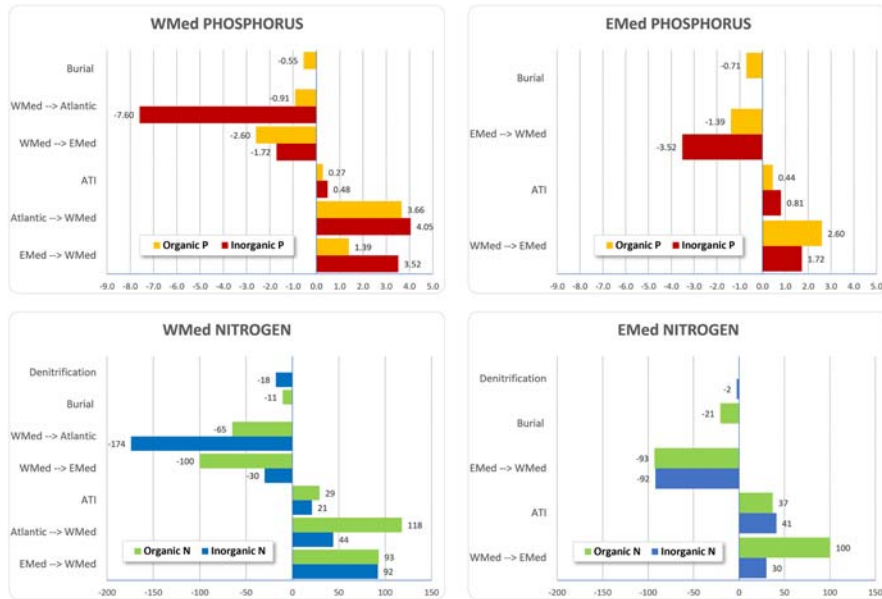 WMed PHOSPHORUS
Burial
-0.55
WMed --> Atlantic
-0.91
-7.60
WMed --> EMed
-2.60
-1.72
ATI
0.27
0.48
Atlantic --> WMed
3.66
4.05
EMed --> WMed
1.39
3.52
Organic P Inorganic P
-9.0 -8.0 -7.0 -6.0 -5.0 -4.0 -3.0 -2.0 -1.0 0.0 1.0 2.0 3.0 4.0 5.0
EMed PHOSPHORUS
Burial
-0.71
EMed --> WMed
-1.39
-3.52
ATI
0.44
0.81
WMed --> EMed
2.60
1.72
Organic P Inorganic P
-9.0 -8.0 -7.0 -6.0 -5.0 -4.0 -3.0 -2.0 -1.0 0.0 1.0 2.0 3.0 4.0 5.0
WMed NITROGEN
Denitrification
-18
Burial
-11
WMed --> Atlantic
-65
-174
WMed --> EMed
-100
-30
ATI
29
21
Atlantic --> WMed
118
44
EMed --> WMed
93
92
Organic N Inorganic N
-200 -150 -100 -50 0 50 100 150
EMed NITROGEN
Denitrification
-2
Burial
-21
EMed --> WMed
-93
-92
ATI
37
41
WMed --> EMed
100
30
Organic N Inorganic N
-200 -150 -100 -50 0 50 100 150